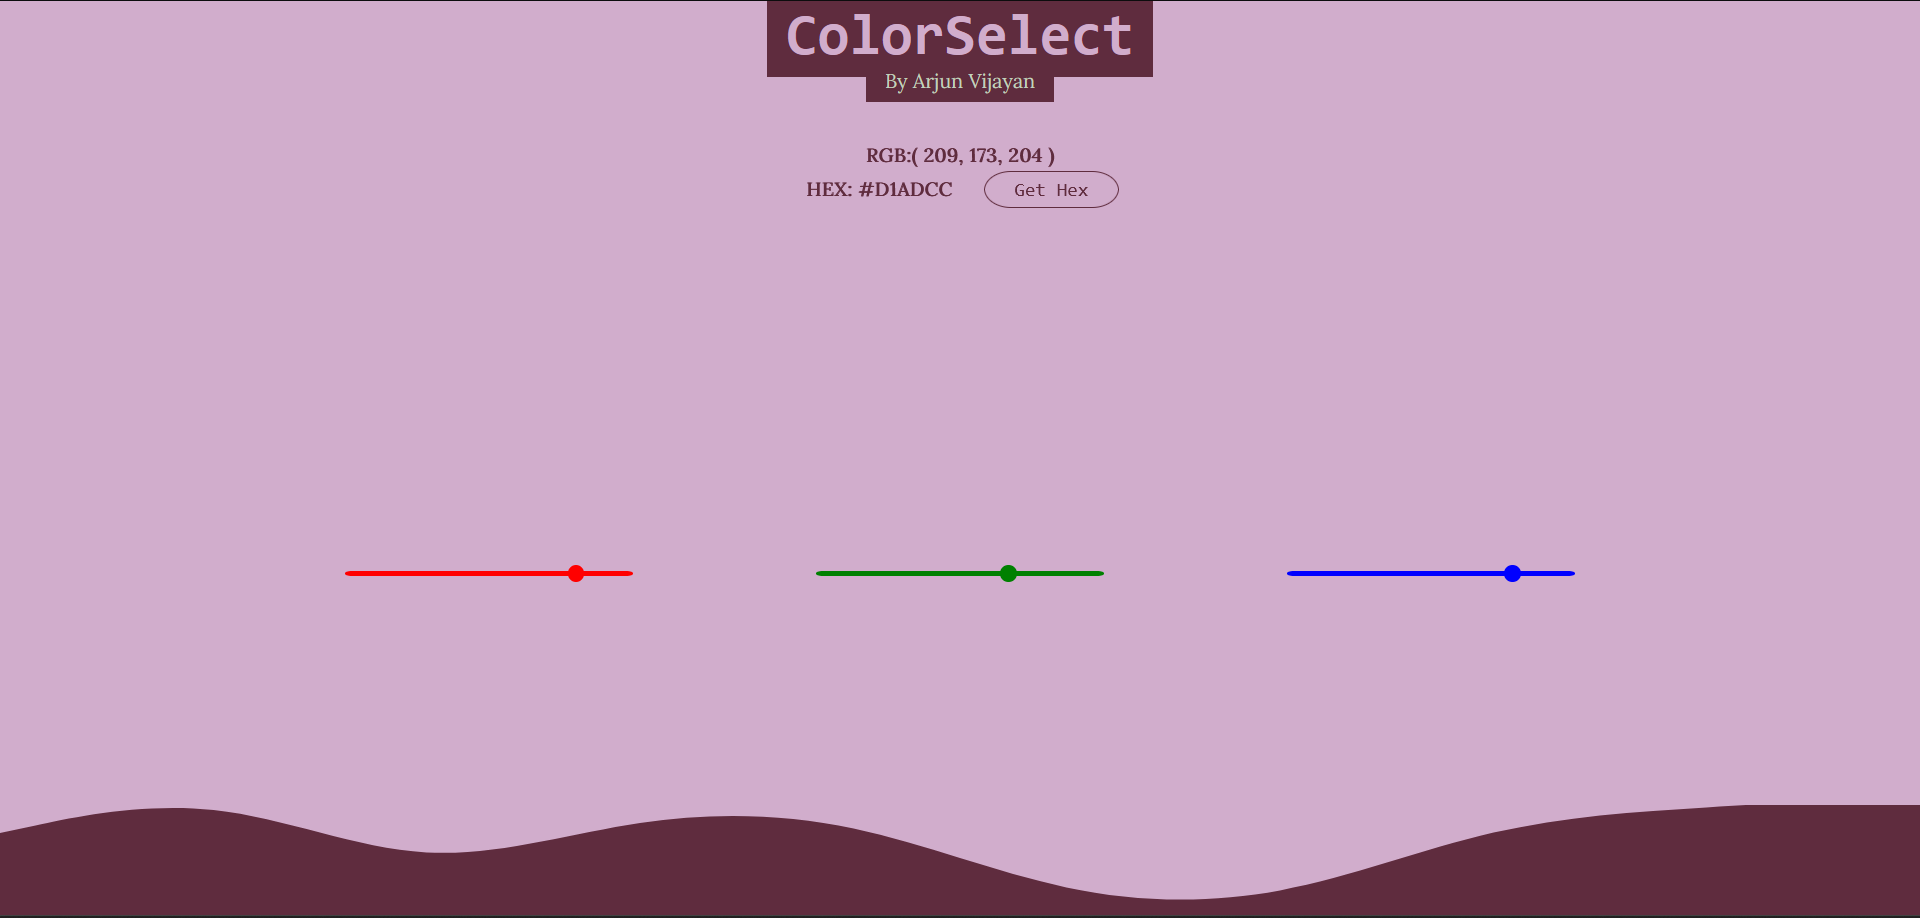 ColorSelect
By Arjun Vijayan
RGB:( 209, 173, 204 )
HEX: #D1ADCC
Get Hex